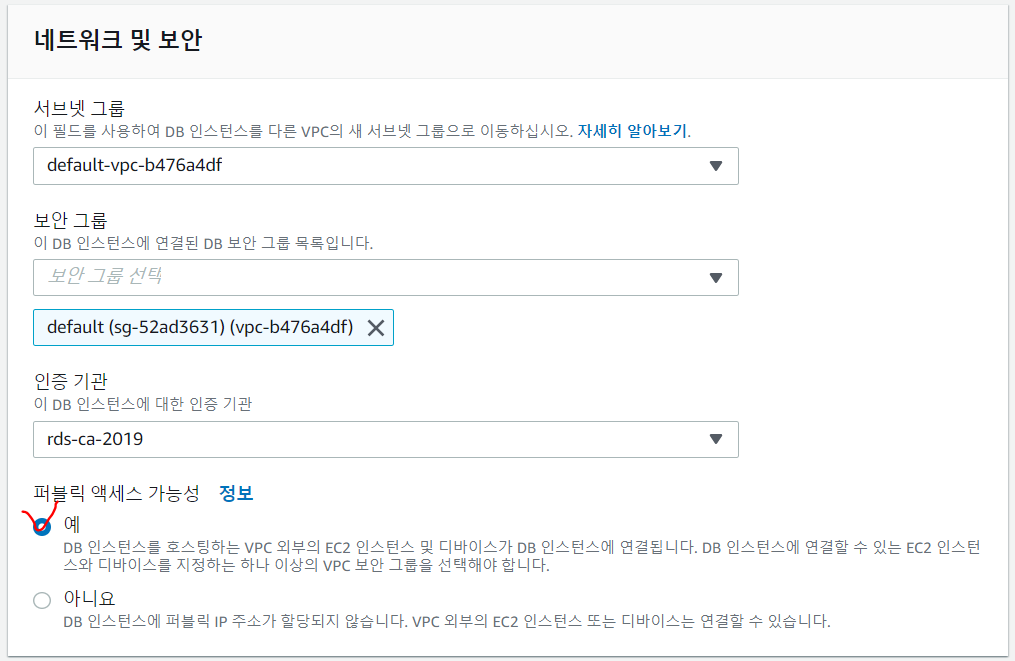 네트워크 및 보안
서브넷 그룹
이 필드를 사용하여 DB 인스턴스를 다른 VPC의 새 서브넷 그룹으로 이동하십시오. 자세히 알아보기.
default-vpc-b476a4df
보안 그룹
이 DB 인스턴스에 연결된 DB 보안 그룹 목록입니다.
보안 그룹 선택
default (sg-52ad3631) (vpc-b476a4df)
인증 기관
이 DB 인스턴스에 대한 인증 기관
rds-ca-2019
퍼블릭 액세스 가능성 정보
예
DB 인스턴스를 호스팅하는 VPC 외부의 EC2 인스턴스 및 디바이스가 DB 인스턴스에 연결됩니다. DB 인스턴스에 연결할 수 있는 EC2 인스턴
스와 디바이스를 지정하는 하나 이상의 VPC 보안 그룹을 선택해야 합니다.
아니요
DB 인스턴스에 퍼블릭 IP 주소가 할당되지 않습니다. VPC 외부의 EC2 인스턴스 또는 디바이스는 연결할 수 있습니다.